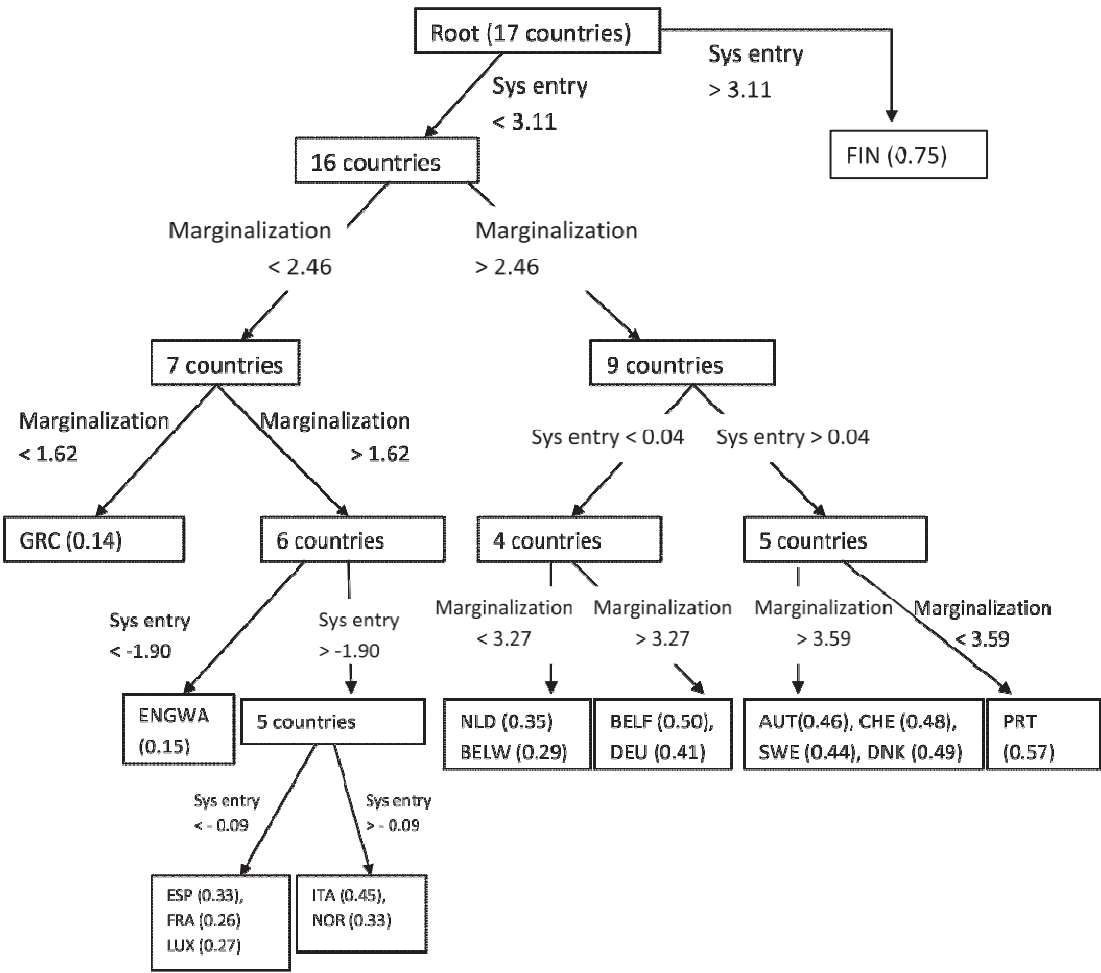 Root (17 countries)
Sys entry
> 3.11
Sys entry
< 3.11
FIN (0.75)
16 countries
Marginalization
< 2.46
Marginalization
> 2.46
7 countries
9 countries
Marginalization
< 1.62
Marginalization
> 1.62
Sys entry < 0.04
Sys entry > 0.04
GRC (0.14)
6 countries
4 countries
5 countries
Sys entry
< -1.90
Sys entry
> -1.90
Marginalization
< 3.27
Marginalization
> 3.27
Marginalization
> 3.59
Marginalization
< 3.59
ENGWA
(0.15)
5 countries
NLD (0.35)
BELW (0.29)
BELF (0.50),
DEU (0.41)
AUT(0.46), CHE (0.48),
SWE (0.44), DNK (0.49)
PRT
(0.57)
Sys entry
< - 0.09
Sys entry
> - 0.09
ESP (0.33),
FRA (0.26)
LUX (0.27)
ITA (0.45),
NOR (0.33)